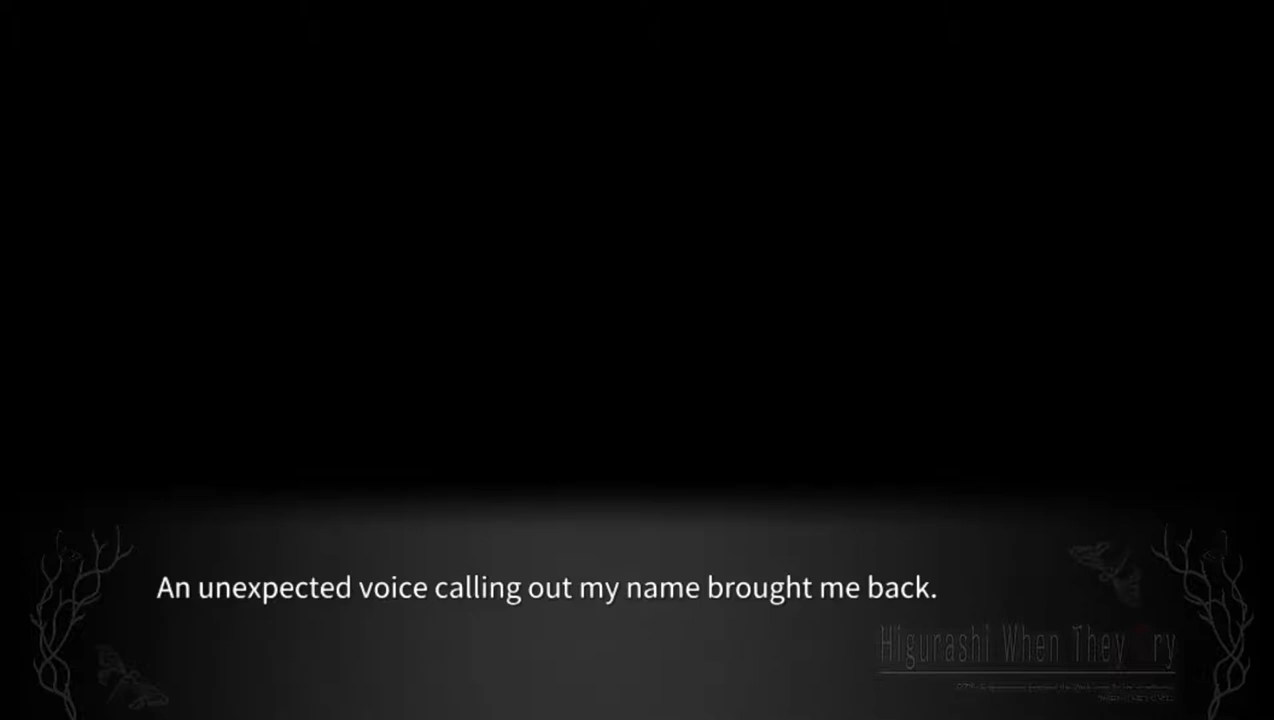 An unexpected voice calling out my name brought me back.
Higurashi When They Cry